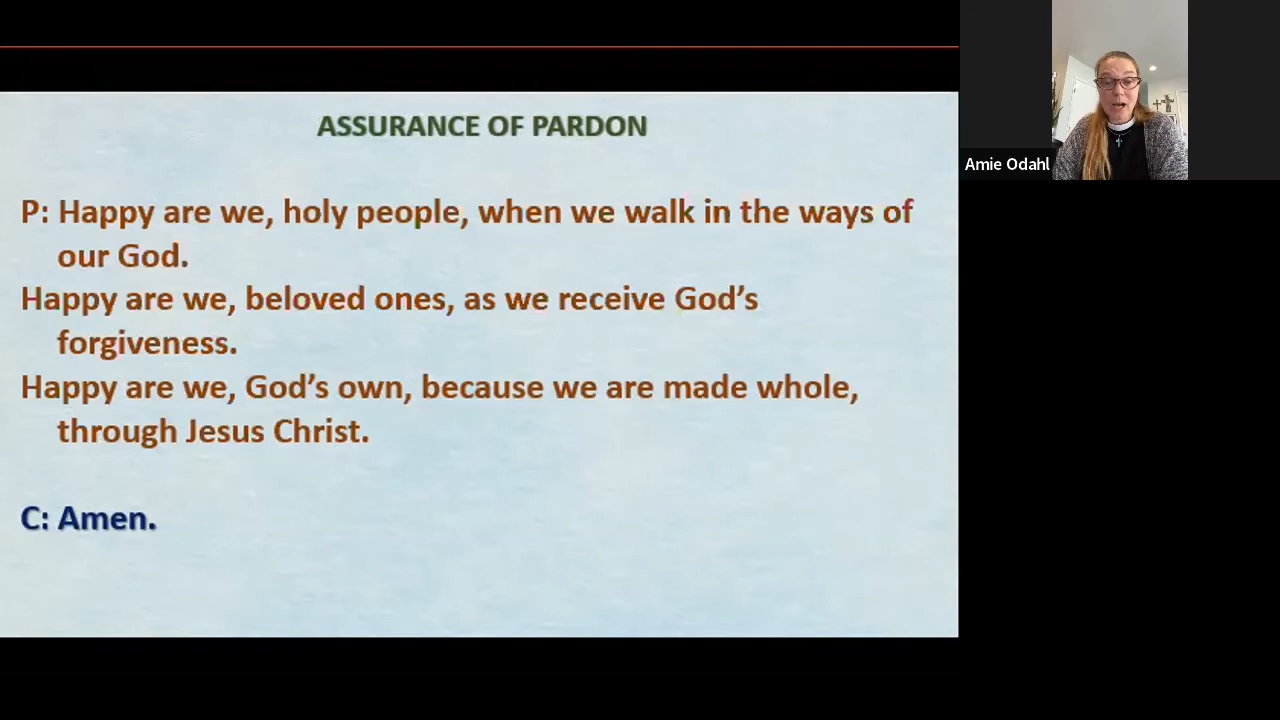 ASSURANCE OF PARDON
P: Happy are we, holy people, when we walk in the ways of
our God.
Happy are we, beloved ones, as we receive God’s
forgiveness.
Happy are we, God’s own, because we are made whole,
through Jesus Christ.
C: Amen.
Amie Odahl